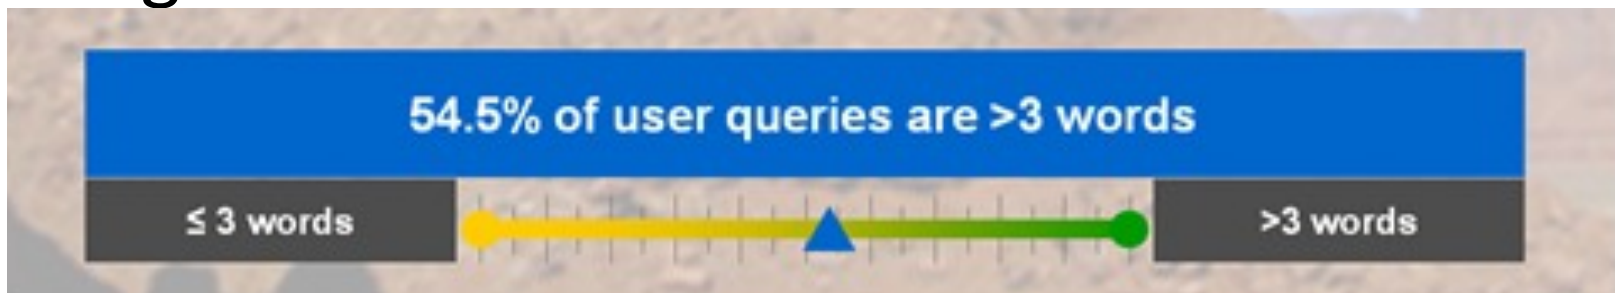 54.5% of user queries are >3 words
≤ 3 words
>3 words